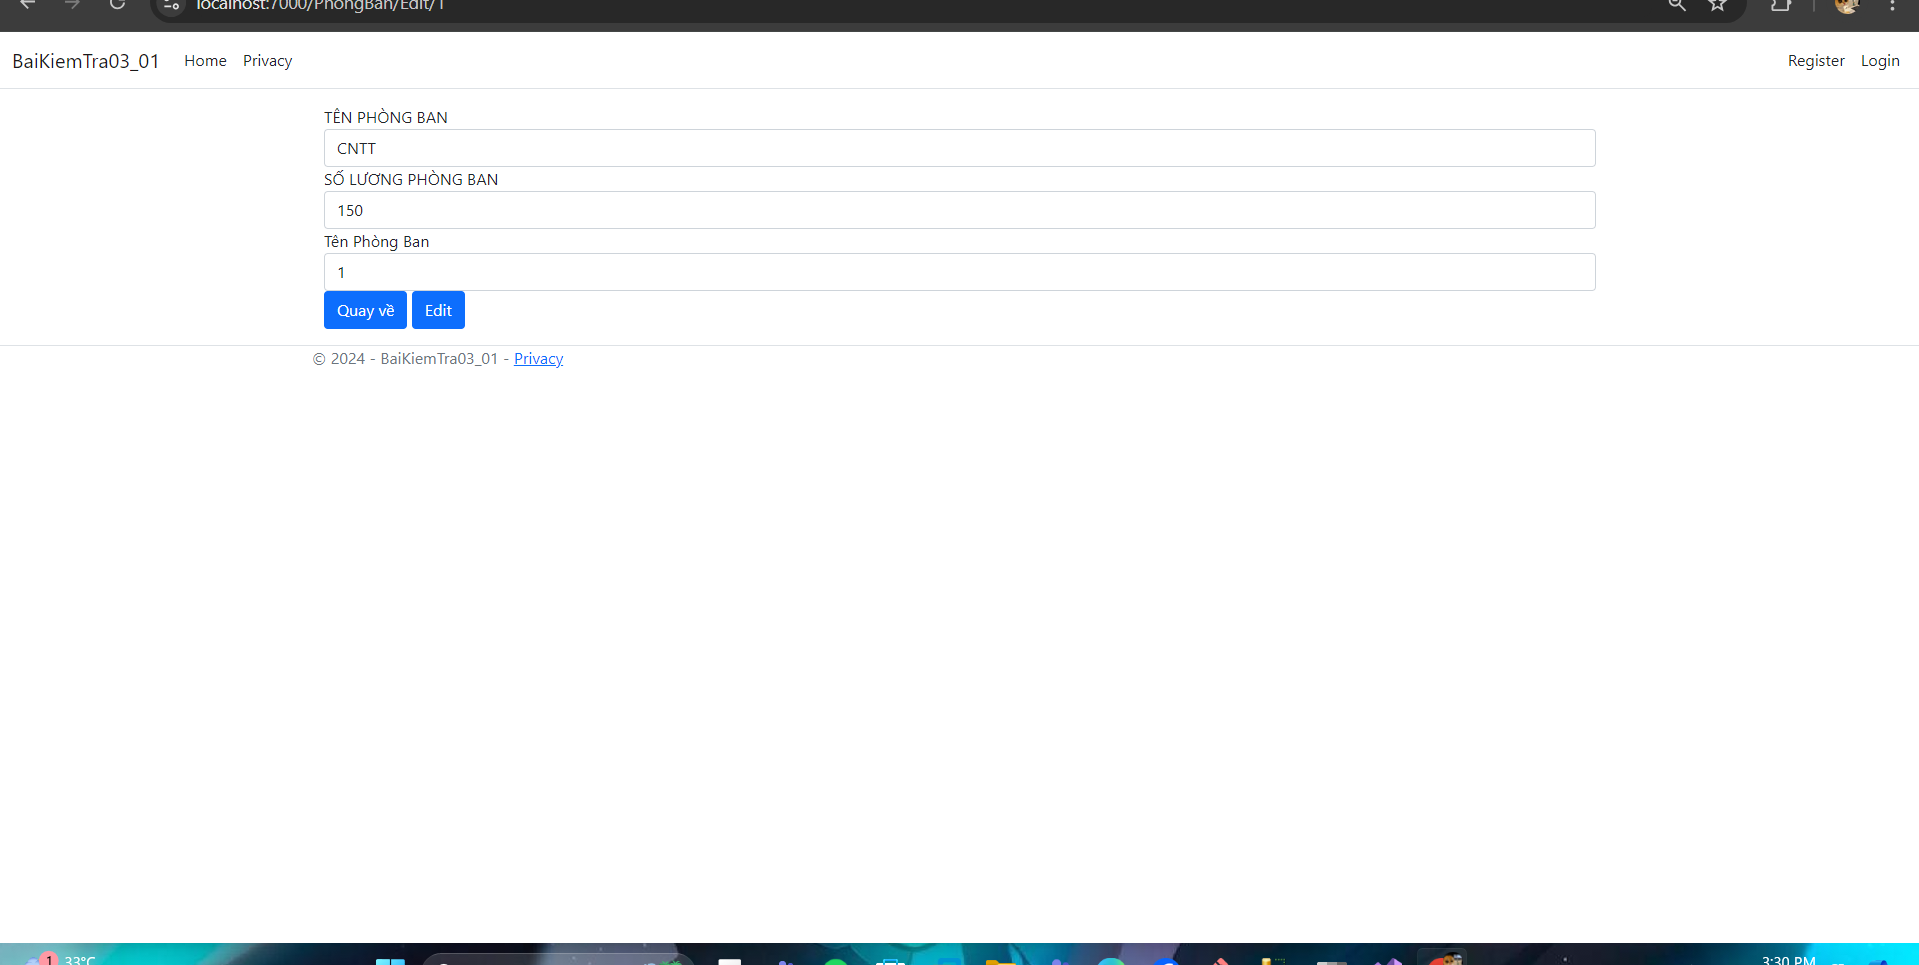 localhost:7000/PhongBan/Edit/1
BaiKiemTra03_01 Home Privacy Register Login
TÊN PHÒNG BAN
CNTT
SỐ LƯƠNG PHÒNG BAN
150
Tên Phòng Ban
1
Quay về Edit
© 2024 - BaiKiemTra03_01 - Privacy
1 33°C 3:30 PM